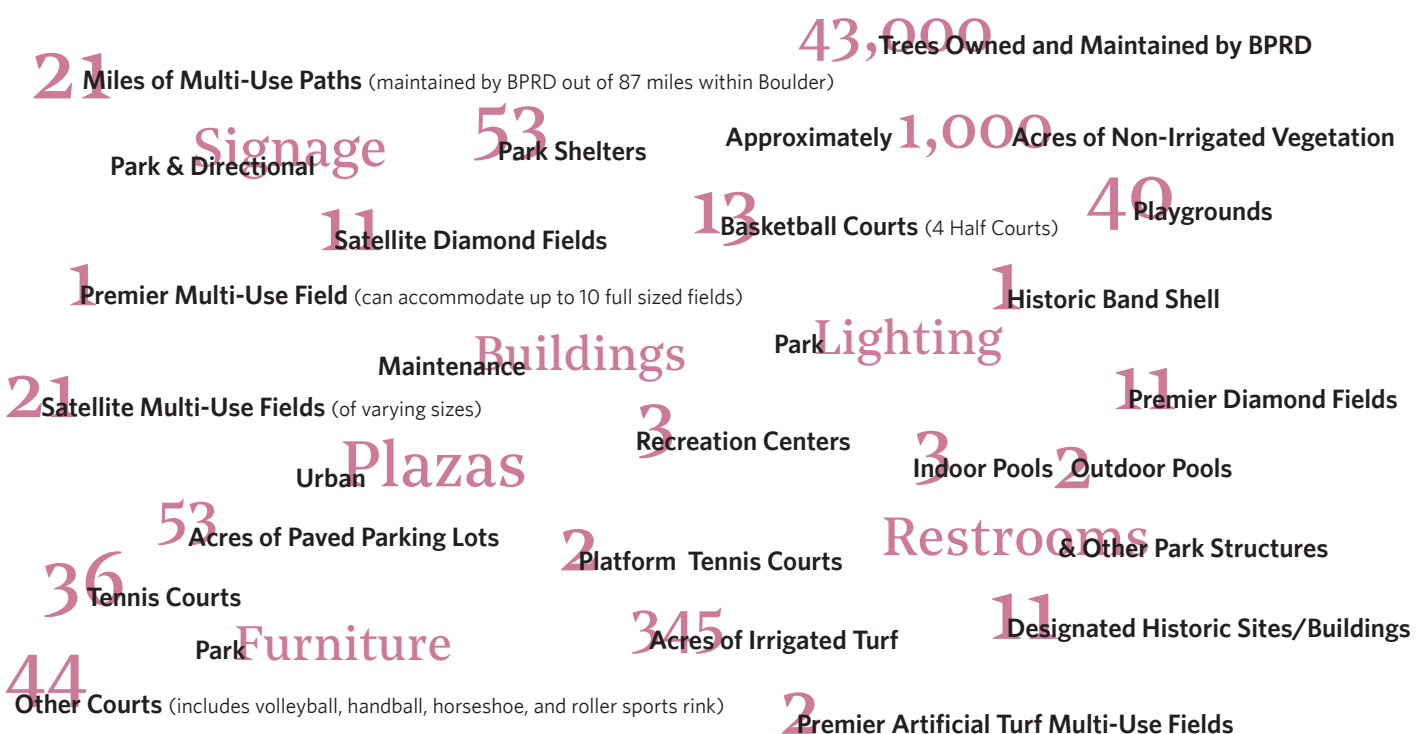 43,000 Trees Owned and Maintained by BPRD
21 Miles of Multi-Use Paths (maintained by BPRD out of 87 miles within Boulder)
Park & Directional Signage
53 Park Shelters
Approximately 1,000 Acres of Non-Irrigated Vegetation
40 Playgrounds
11 Satellite Diamond Fields
13 Basketball Courts (4 Half Courts)
1 Premier Multi-Use Field (can accommodate up to 10 full sized fields)
1 Historic Band Shell
Maintenance Buildings
Park Lighting
21 Satellite Multi-Use Fields (of varying sizes)
11 Premier Diamond Fields
3 Recreation Centers
Urban Plazas
3 Indoor Pools 2 Outdoor Pools
53 Acres of Paved Parking Lots
2 Platform Tennis Courts
Restrooms & Other Park Structures
36 Tennis Courts
Park Furniture
345 Acres of Irrigated Turf
11 Designated Historic Sites/Buildings
44 Other Courts (includes volleyball, handball, horseshoe, and roller sports rink)
2 Premier Artificial Turf Multi-Use Fields